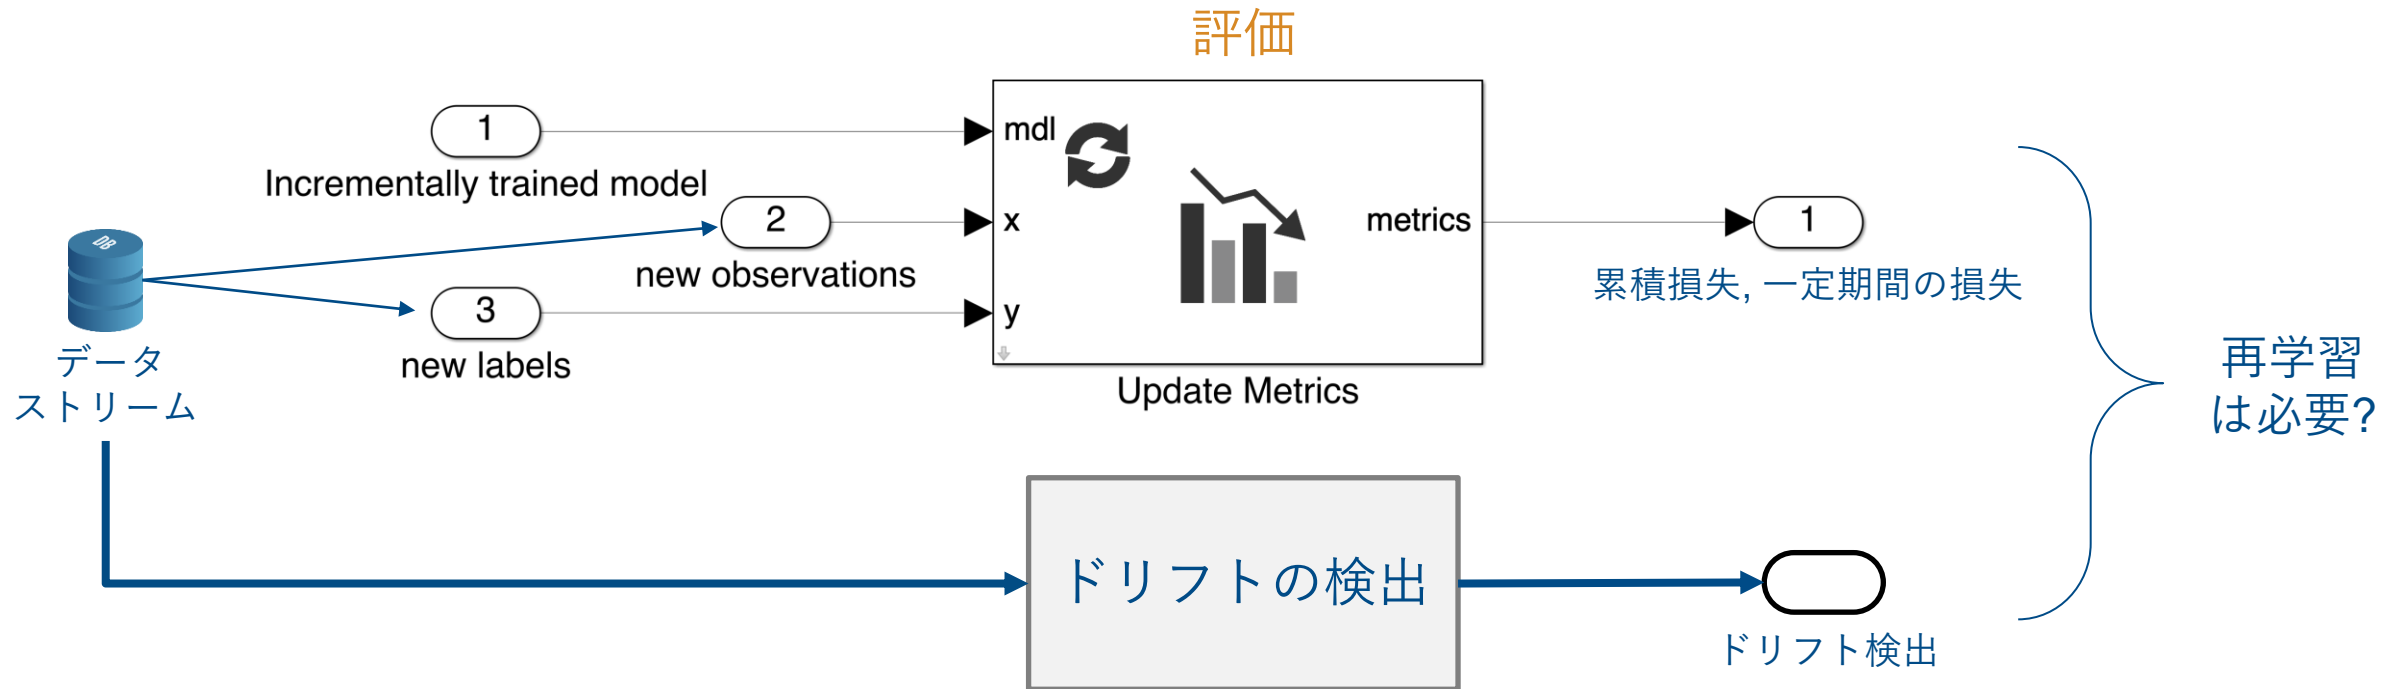 評価
1
Incrementally trained model
2
new observations
3
new labels
DB
データ
ストリーム
mdl
x
y
metrics
Update Metrics
1
累積損失, 一定期間の損失
再学習
は必要?
ドリフトの検出
ドリフト検出